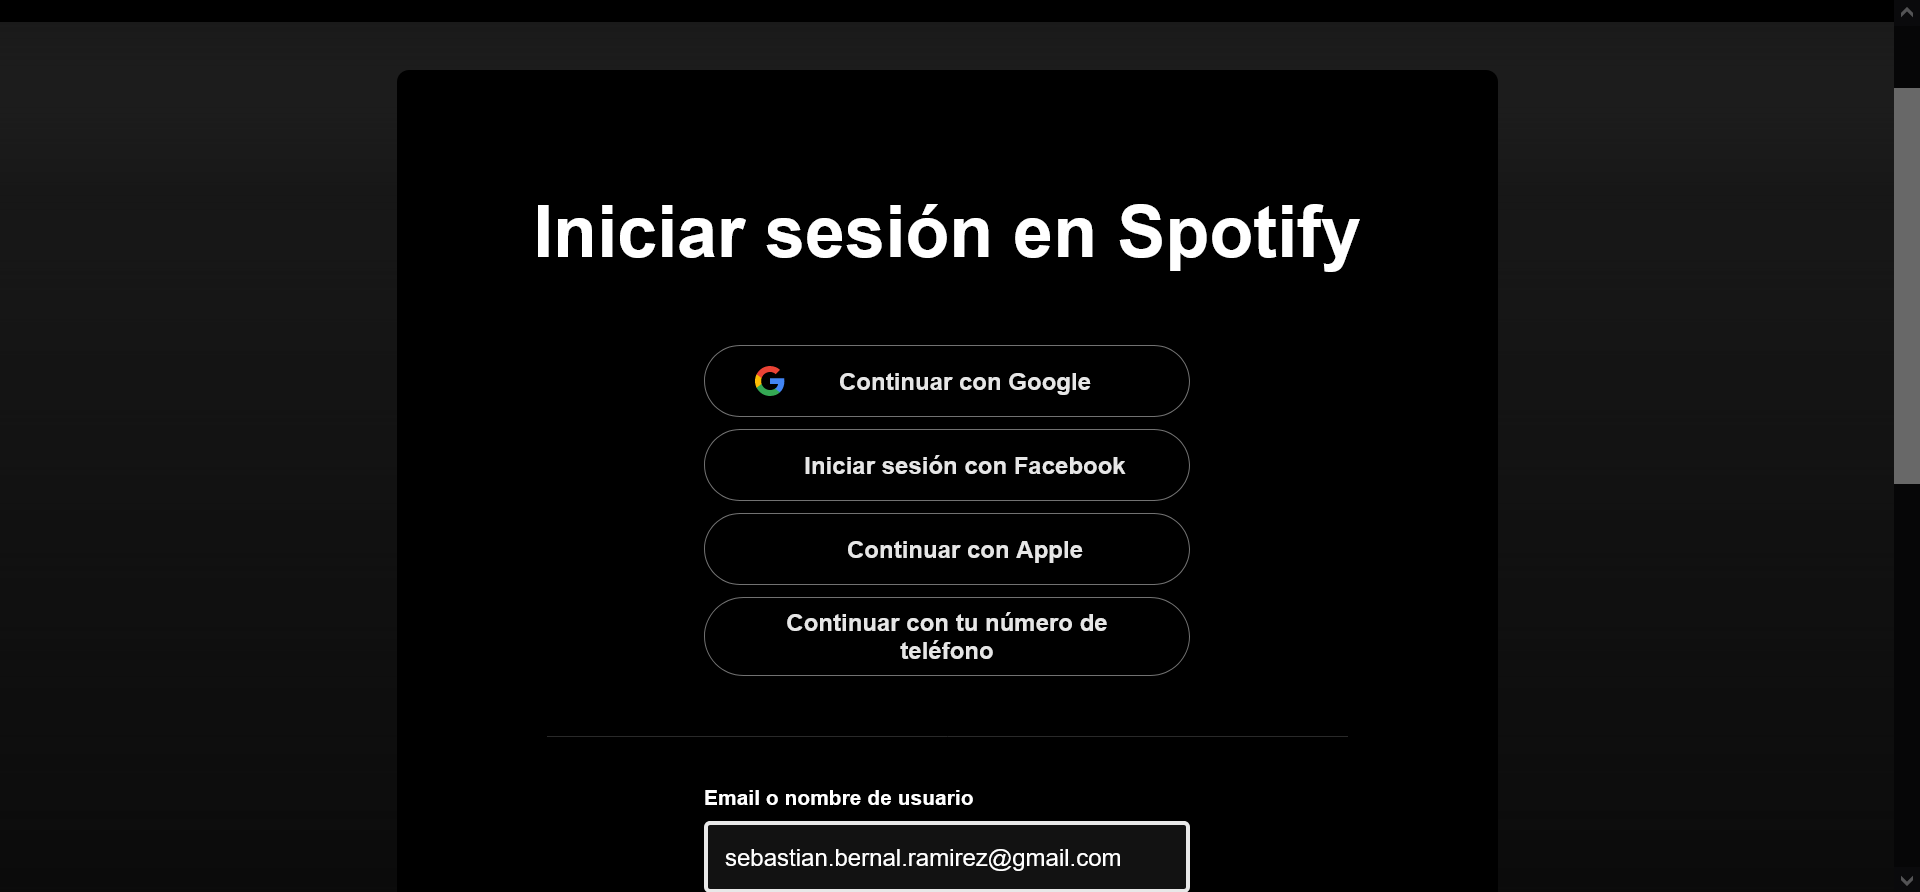 Iniciar sesión en Spotify
Continuar con Google
Iniciar sesión con Facebook
Continuar con Apple
Continuar con tu número de
teléfono
Email o nombre de usuario
sebastian.bernal.ramirez@gmail.com